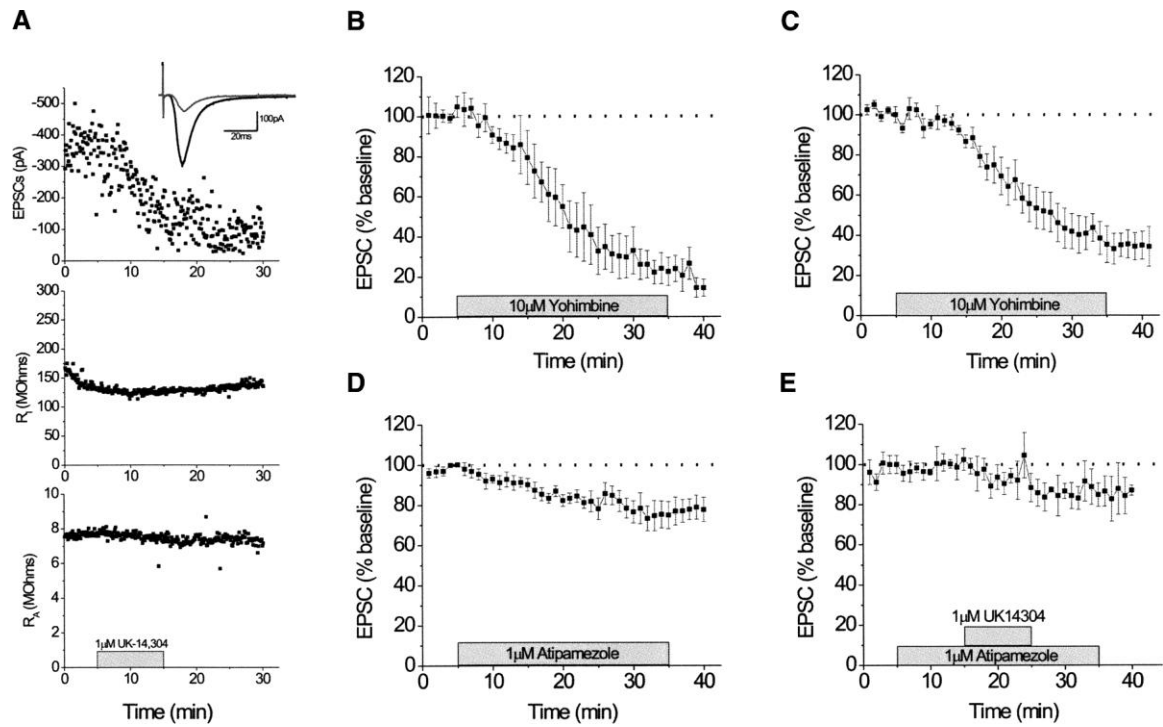 A
-500
-400
-300
-200
-100
0
EPSCs (pA)
100pA
20ms
0 10 20 30
300
250
200
150
100
50
0
R_I (MOhms)
0 10 20 30
10
8
6
4
2
0
R_A (MOhms)
1µM UK-14,304
0 10 20 30
Time (min)
B
120
100
80
60
40
20
0
EPSC (% baseline)
10µM Yohimbine
0 10 20 30 40
Time (min)
C
120
100
80
60
40
20
0
EPSC (% baseline)
10µM Yohimbine
0 10 20 30 40
Time (min)
D
120
100
80
60
40
20
0
EPSC (% baseline)
1µM Atipamezole
0 10 20 30 40
Time (min)
E
120
100
80
60
40
20
0
EPSC (% baseline)
1µM UK14304
1µM Atipamezole
0 10 20 30 40
Time (min)